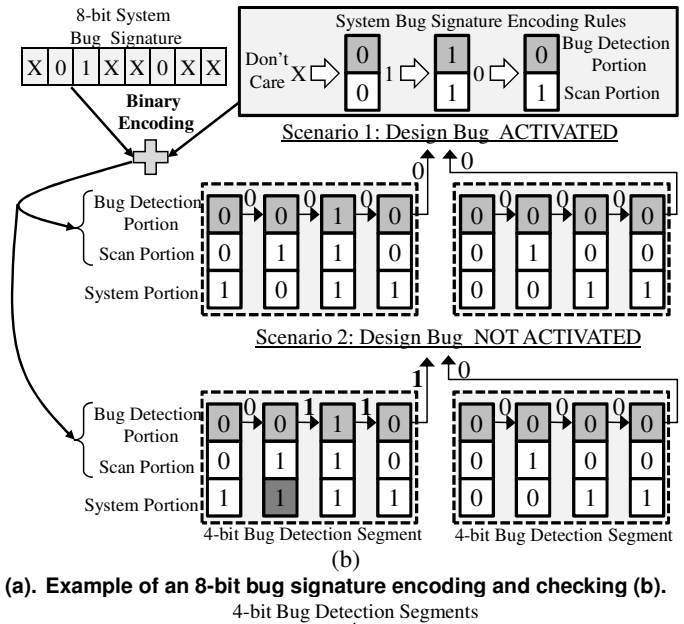 8-bit System
Bug Signature
X 0 1 X X 0 X X
System Bug Signature Encoding Rules
Don't
Care X 0 1 1 0 0 Bug Detection
Portion
0 1 1 Scan Portion
Binary
Encoding
Scenario 1: Design Bug ACTIVATED
0 0
Bug Detection
Portion
0 0 0 0 1 0 0 0 0 0 0 0 0 0
Scan Portion
0 1 1 0 0 1 0 0
System Portion
1 0 1 1 0 0 1 1
Scenario 2: Design Bug NOT ACTIVATED
1 0
Bug Detection
Portion
0 0 0 1 1 1 0 0 0 0 0 0 0 0
Scan Portion
0 1 1 0 0 1 0 0
System Portion
1 1 1 1 0 0 1 1
4-bit Bug Detection Segment 4-bit Bug Detection Segment
(b)
(a). Example of an 8-bit bug signature encoding and checking (b).
4-bit Bug Detection Segments